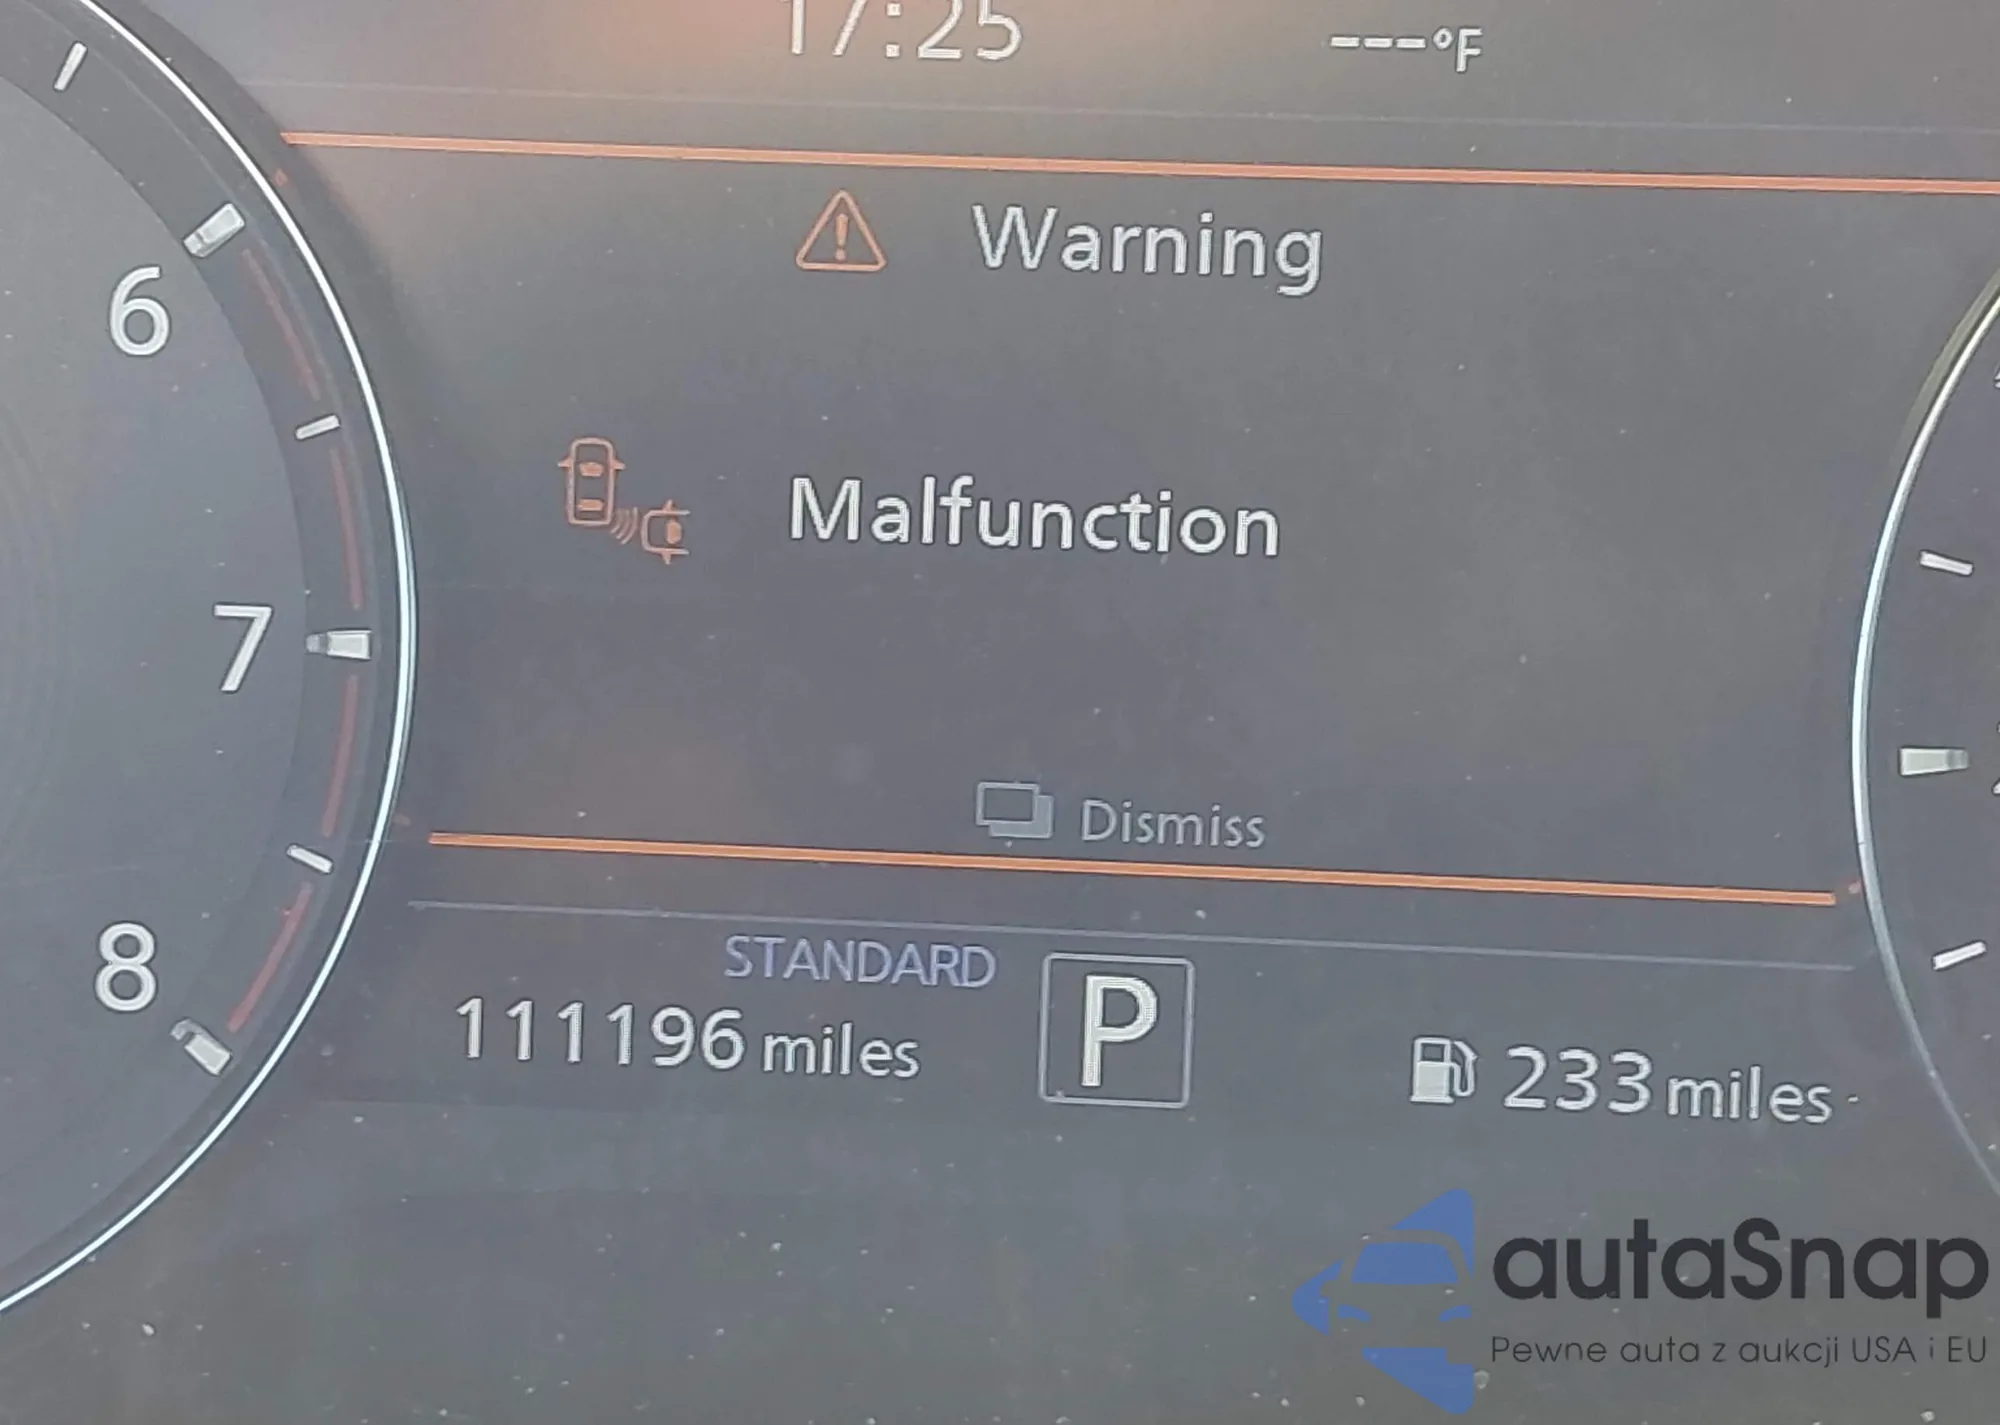 17:25
---°F
Warning
6
Malfunction
7
Dismiss
8
STANDARD
111196 miles
P
233 miles
autaSnap
Pewne auta z aukcji USA i EU